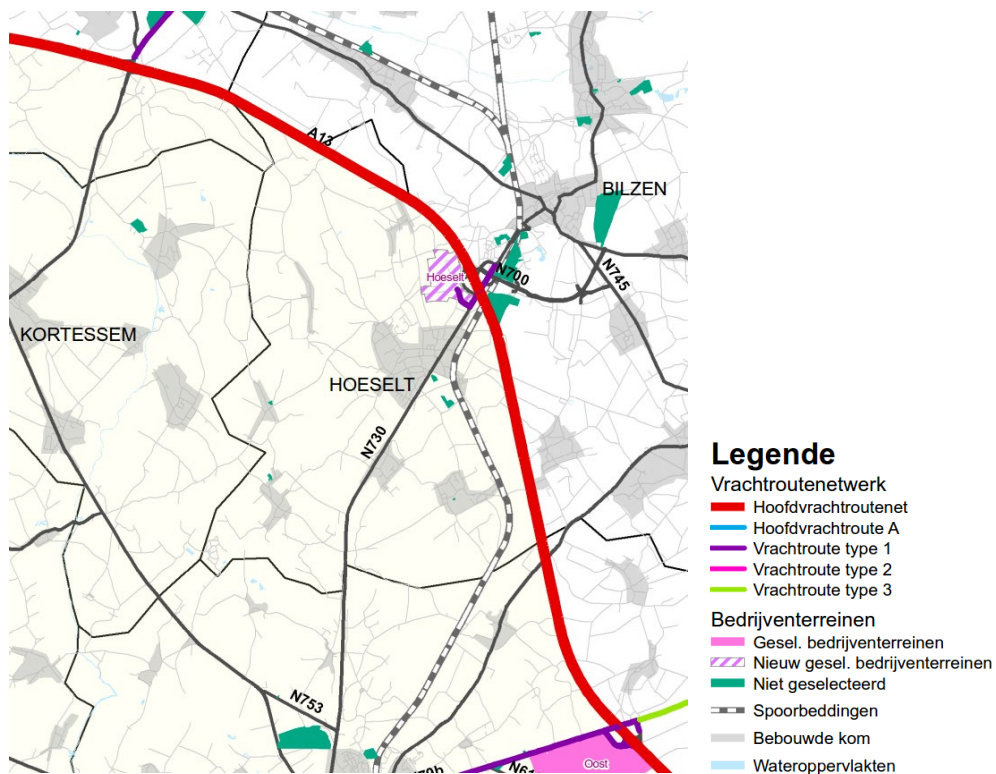 A13
BILZEN
Hoeselt
N700
N745
KORTESSEM
HOESELT
N730
N753
Oost
Legende
Vrachtroutenetwerk
Hoofdvrachtroutenet
Hoofdvrachtroute A
Vrachtroute type 1
Vrachtroute type 2
Vrachtroute type 3
Bedrijventerreinen
Gesel. bedrijventerreinen
Nieuw gesel. bedrijventerreinen
Niet geselecteerd
Spoorbeddingen
Bebouwde kom
Wateroppervlakten